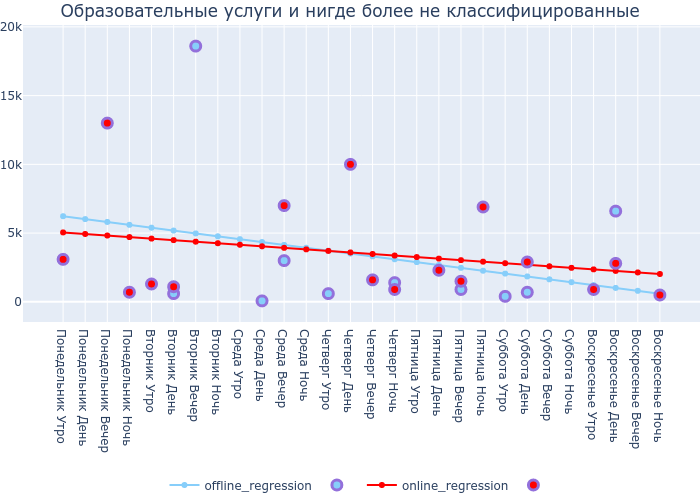 Образовательные услуги и нигде более не классифицированные
20k
15k
10k
5k
0
Понедельник Утро
Понедельник День
Понедельник Вечер
Понедельник Ночь
Вторник Утро
Вторник День
Вторник Вечер
Вторник Ночь
Среда Утро
Среда День
Среда Вечер
Среда Ночь
Четверг Утро
Четверг День
Четверг Вечер
Четверг Ночь
Пятница Утро
Пятница День
Пятница Вечер
Пятница Ночь
Суббота Утро
Суббота День
Суббота Вечер
Суббота Ночь
Воскресенье Утро
Воскресенье День
Воскресенье Вечер
Воскресенье Ночь
offline_regression online_regression